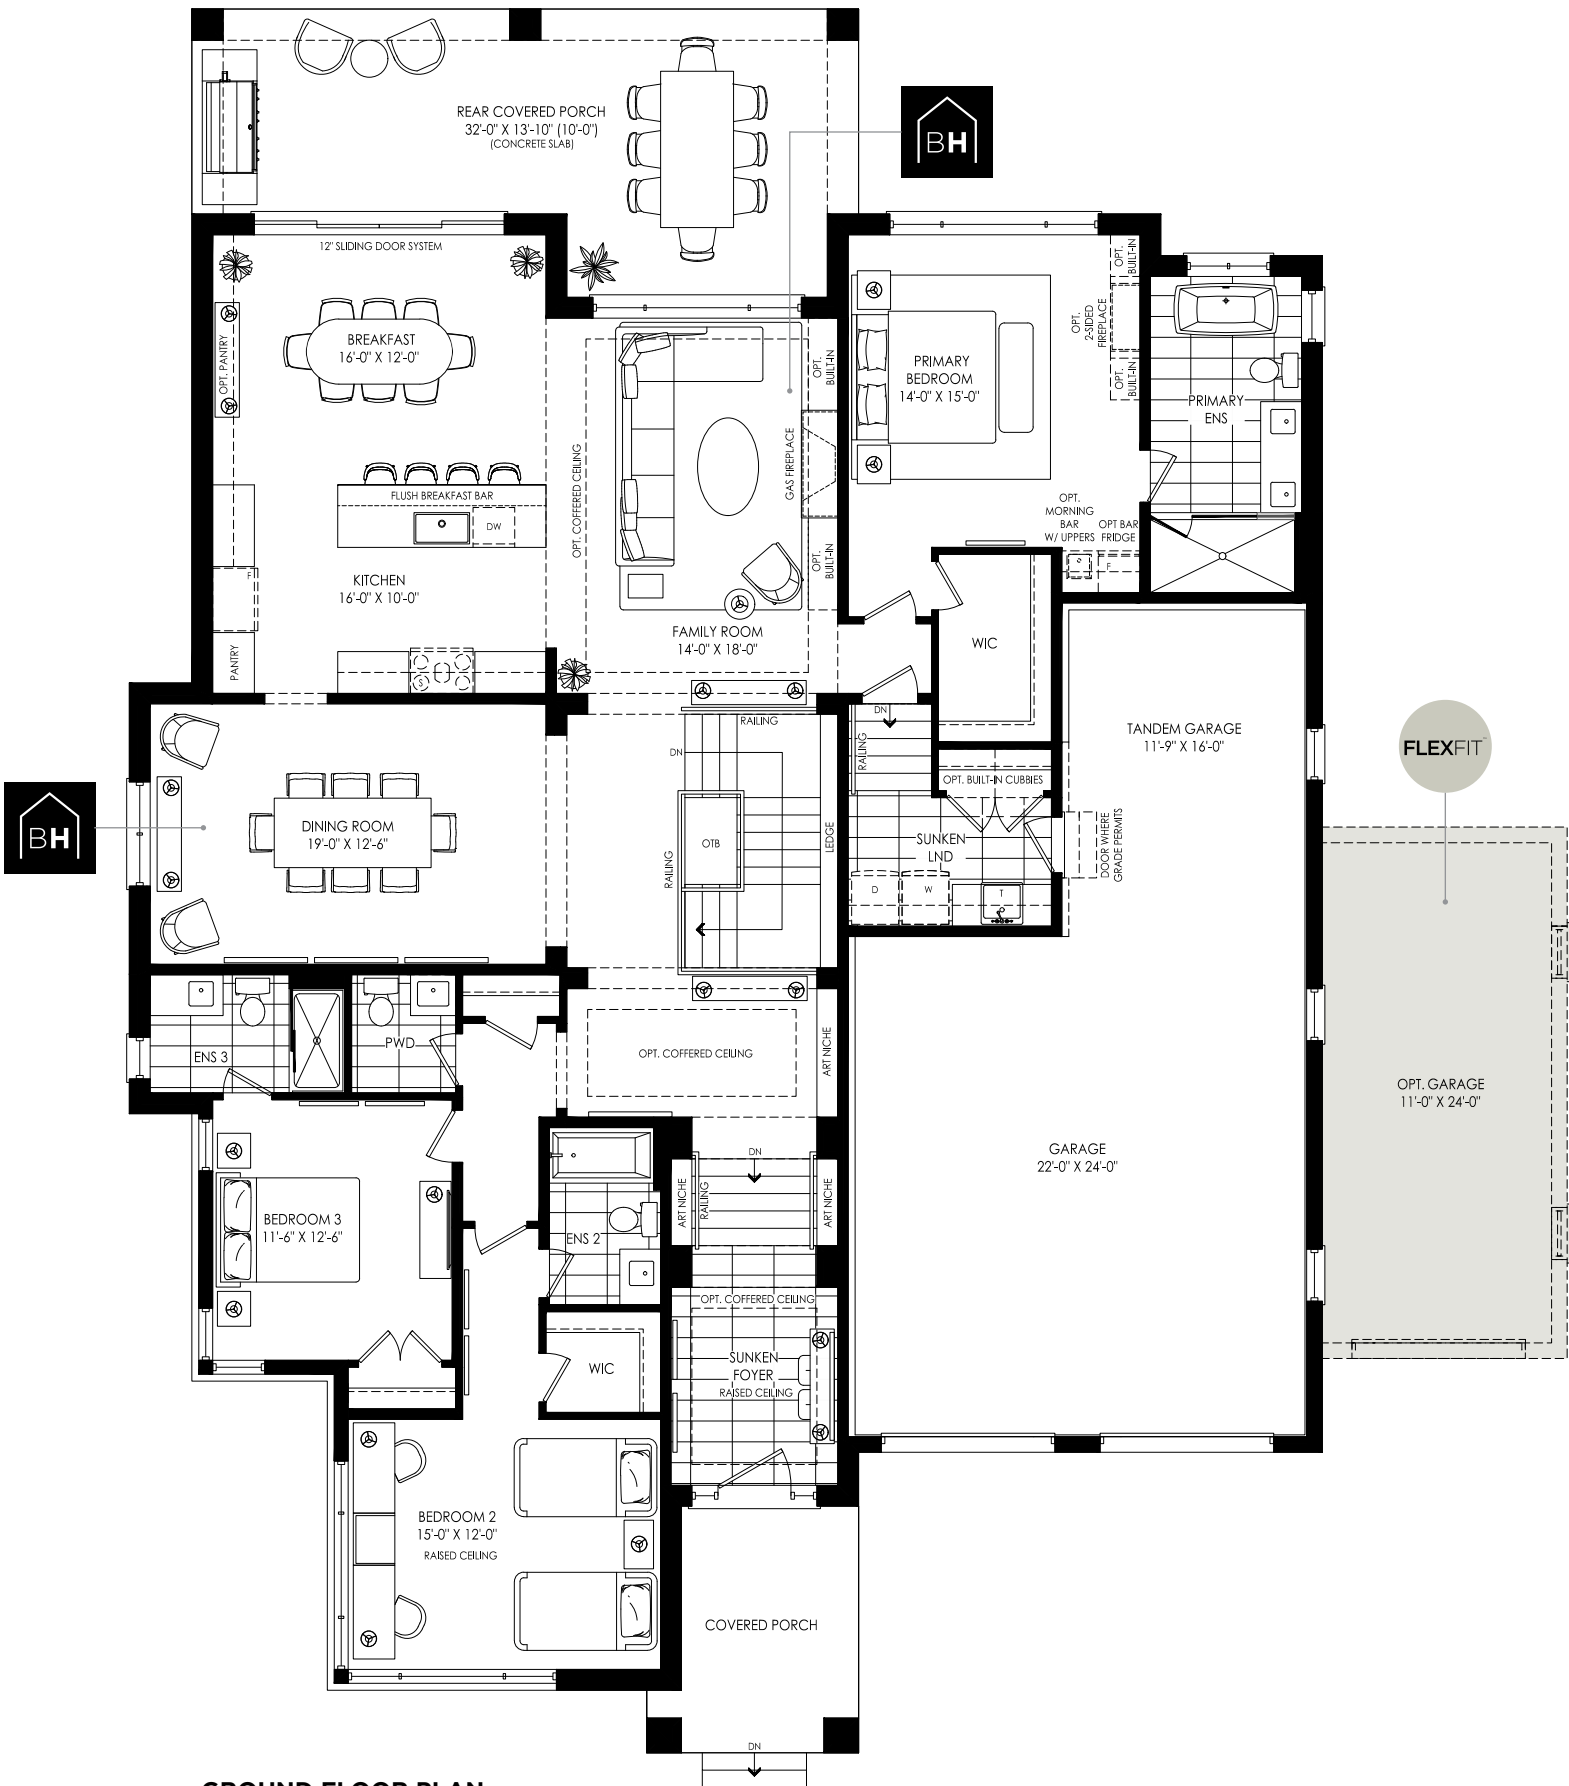 REAR COVERED PORCH
32'-0" X 13'-10" (10'-0")
(CONCRETE SLAB)
BH
12" SLIDING DOOR SYSTEM
OPT. PANTRY
BREAKFAST
16'-0" X 12'-0"
FLUSH BREAKFAST BAR
DW
F
KITCHEN
16'-0" X 10'-0"
PANTRY
S
OPT. COFFERED CEILING
OPT.
BUILT-IN
GAS FIREPLACE
OPT.
BUILT-IN
FAMILY ROOM
14'-0" X 18'-0"
PRIMARY
BEDROOM
14'-0" X 15'-0"
OPT.
BUILT-IN
OPT.
2-SIDED
FIREPLACE
OPT.
BUILT-IN
PRIMARY
ENS
OPT.
MORNING
BAR
W/ UPPERS
OPT BAR
FRIDGE
F
WIC
DN
RAILING
OPT. BUILT-IN CUBBIES
SUNKEN
LND
D
W
T
DOOR WHERE
GRADE PERMITS
TANDEM GARAGE
11'-9" X 16'-0"
FLEXFIT™
BH
DINING ROOM
19'-0" X 12'-6"
RAILING
DN
OTB
RAILING
LEDGE
ENS 3
PWD
OPT. COFFERED CEILING
ART NICHE
OPT. GARAGE
11'-0" X 24'-0"
GARAGE
22'-0" X 24'-0"
DN
ART NICHE
RAILING
ART NICHE
BEDROOM 3
11'-6" X 12'-6"
ENS 2
OPT. COFFERED CEILING
SUNKEN
FOYER
RAISED CEILING
WIC
BEDROOM 2
15'-0" X 12'-0"
RAISED CEILING
COVERED PORCH
DN
GROUND FLOOR PLAN